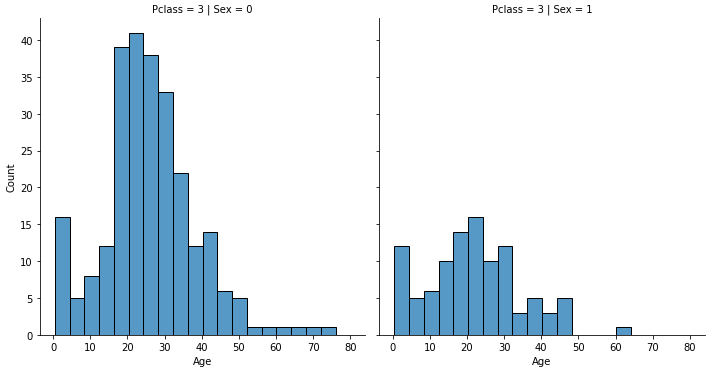 Pclass = 3 | Sex = 0
Pclass = 3 | Sex = 1
40
35
30
25
20
15
10
5
0
Count
0 10 20 30 40 50 60 70 80
0 10 20 30 40 50 60 70 80
Age
Age